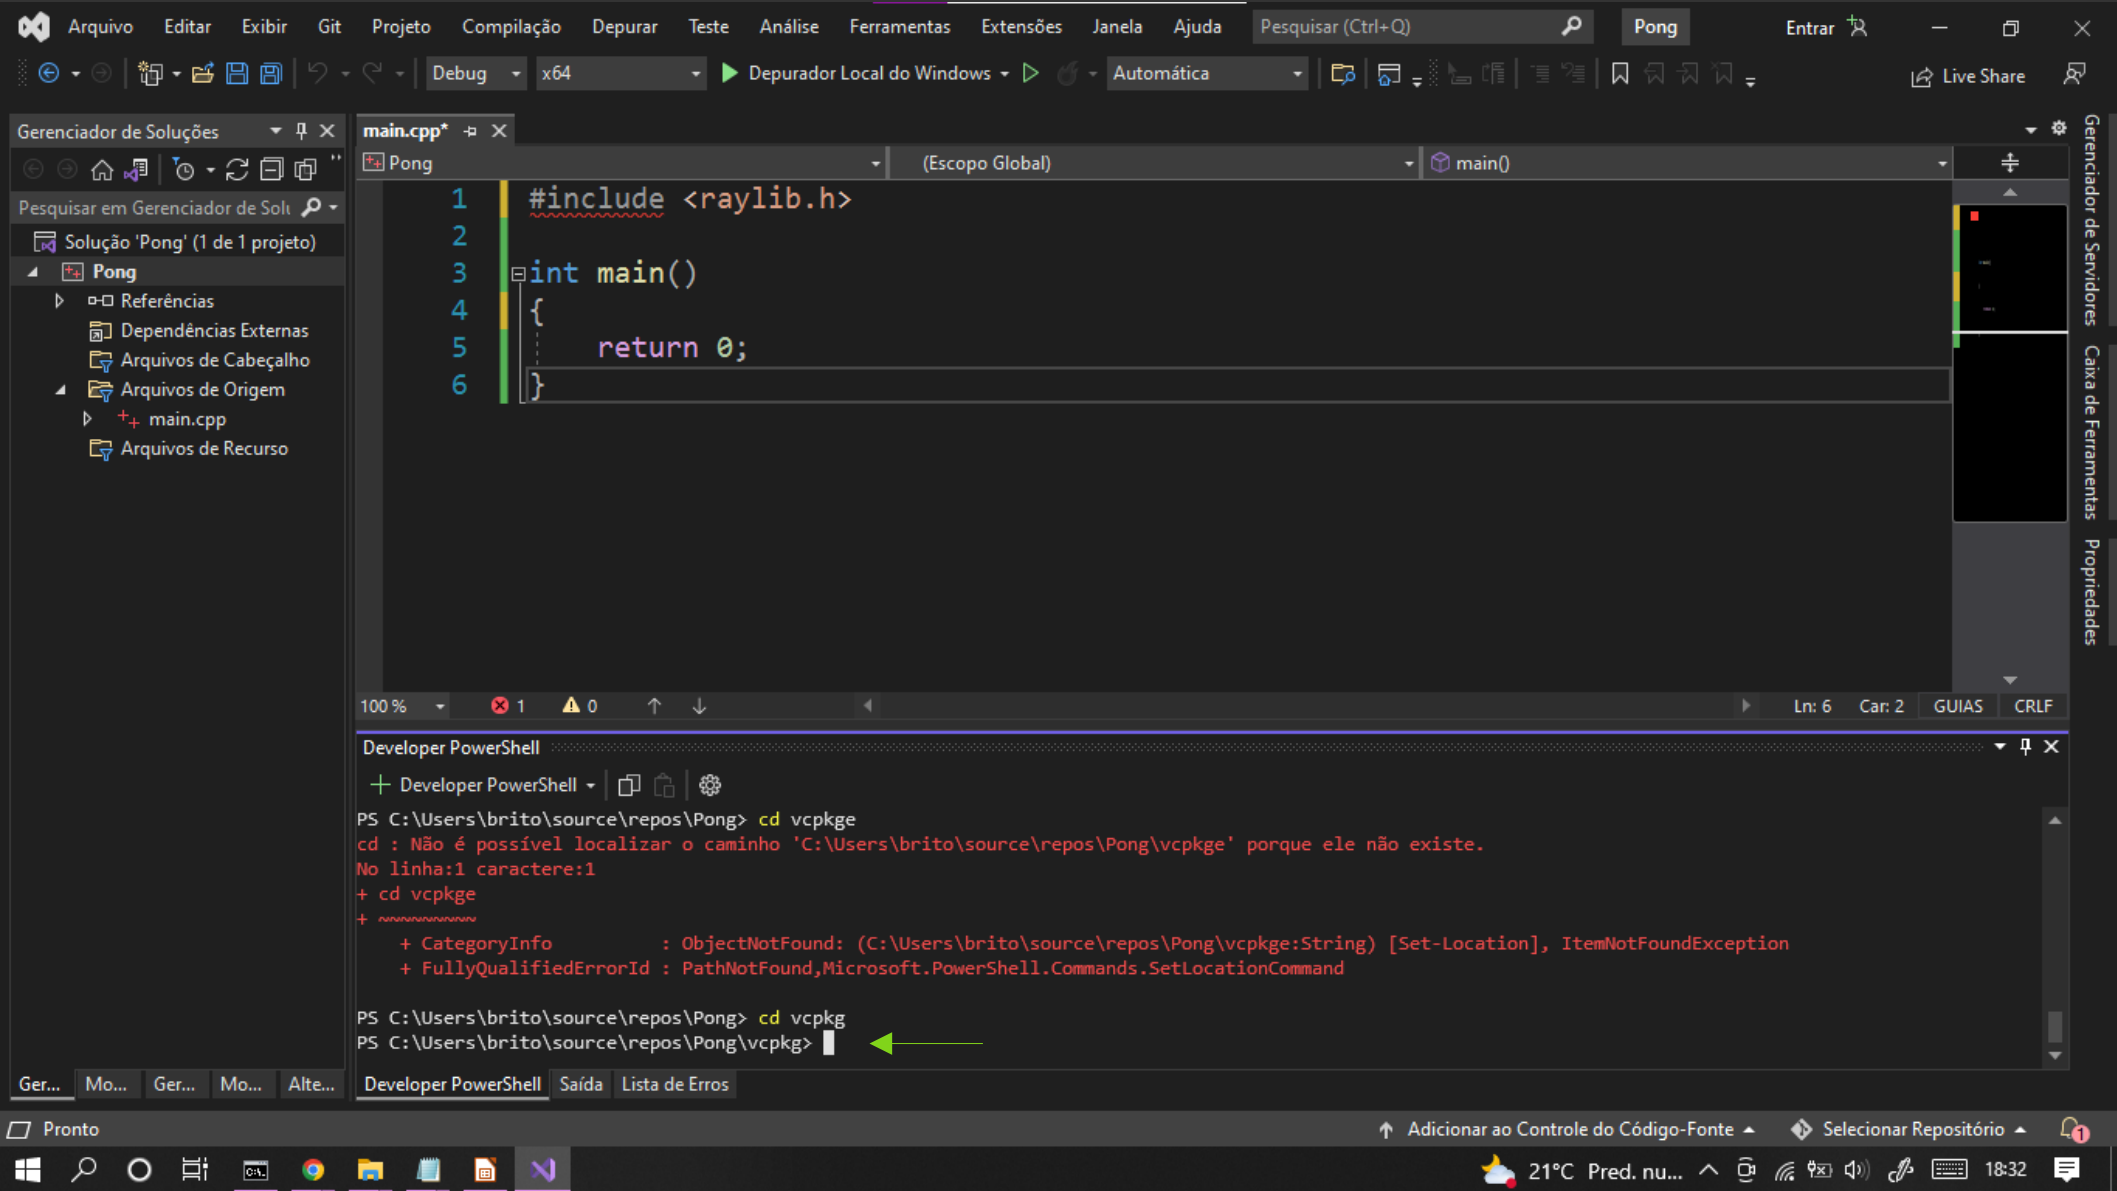 Arquivo Editar Exibir Git Projeto Compilação Depurar Teste Análise Ferramentas Extensões Janela Ajuda Pesquisar (Ctrl+Q) Pong Entrar
Debug x64 Depurador Local do Windows Automática Live Share
Gerenciador de Soluções
main.cpp*
Pong (Escopo Global) main()
Pesquisar em Gerenciador de Solu
Solução 'Pong' (1 de 1 projeto)
Pong
Referências
Dependências Externas
Arquivos de Cabeçalho
Arquivos de Origem
main.cpp
Arquivos de Recurso
1 #include <raylib.h>
2
3 int main()
4 {
5 return 0;
6 }
Gerenciador de Servidores
Caixa de Ferramentas
Propriedades
100 % 1 0 Ln: 6 Car: 2 GUIAS CRLF
Developer PowerShell
Developer PowerShell
PS C:\Users\brito\source\repos\Pong> cd vcpkge
cd : Não é possível localizar o caminho 'C:\Users\brito\source\repos\Pong\vcpkge' porque ele não existe.
No linha:1 caractere:1
+ cd vcpkge
+ ~~~~~~~~~
+ CategoryInfo : ObjectNotFound: (C:\Users\brito\source\repos\Pong\vcpkge:String) [Set-Location], ItemNotFoundException
+ FullyQualifiedErrorId : PathNotFound,Microsoft.PowerShell.Commands.SetLocationCommand
PS C:\Users\brito\source\repos\Pong> cd vcpkg
PS C:\Users\brito\source\repos\Pong\vcpkg>
Ger... Mo... Ger... Mo... Alte... Developer PowerShell Saída Lista de Erros
Pronto Adicionar ao Controle do Código-Fonte Selecionar Repositório 1
21°C Pred. nu... 18:32